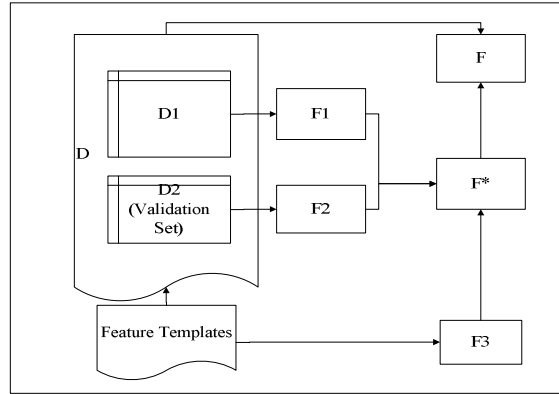 F
D1
F1
D
D2
(Validation
Set)
F2
F*
Feature Templates
F3